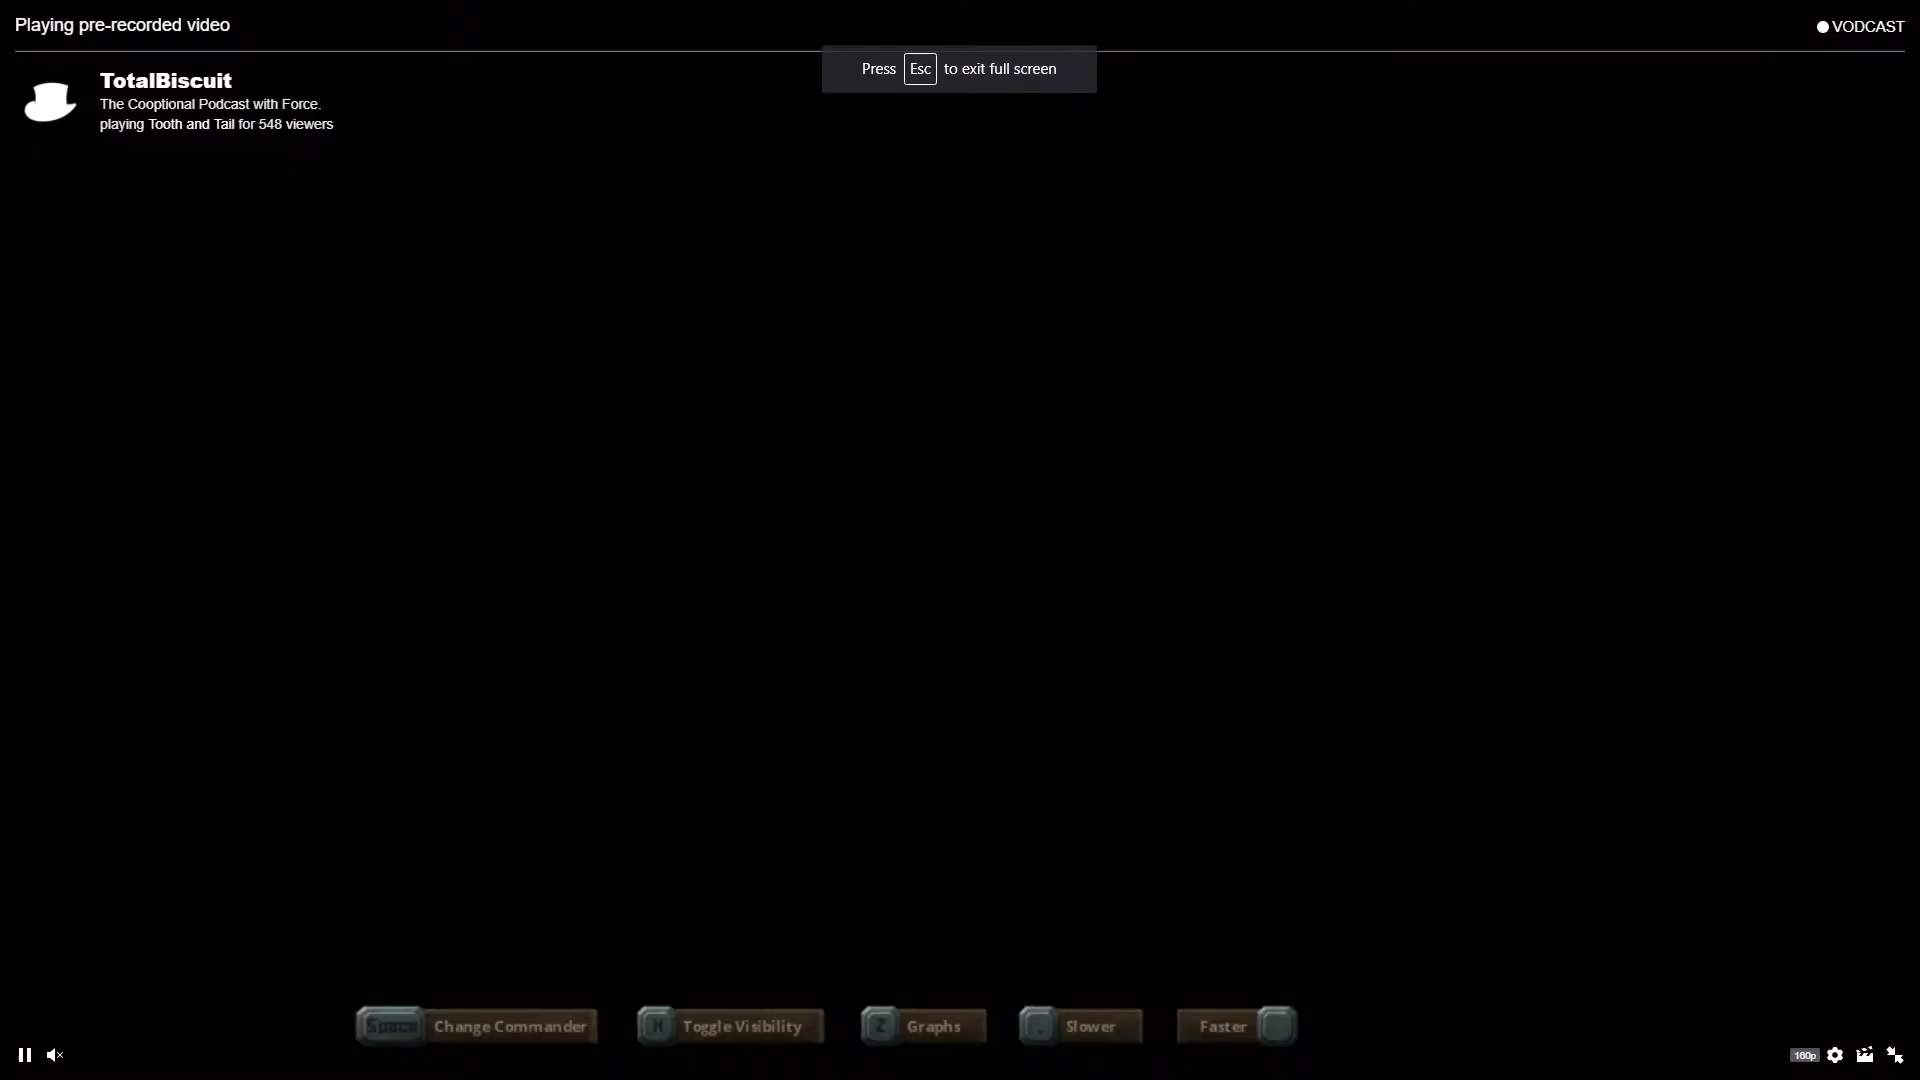 Playing pre-recorded video
VODCAST
Press Esc to exit full screen
TotalBiscuit
The Cooptional Podcast with Force.
playing Tooth and Tail for 548 viewers
Space Change Commander
Toggle Visibility
Z Graphs
Slower
Faster
160p